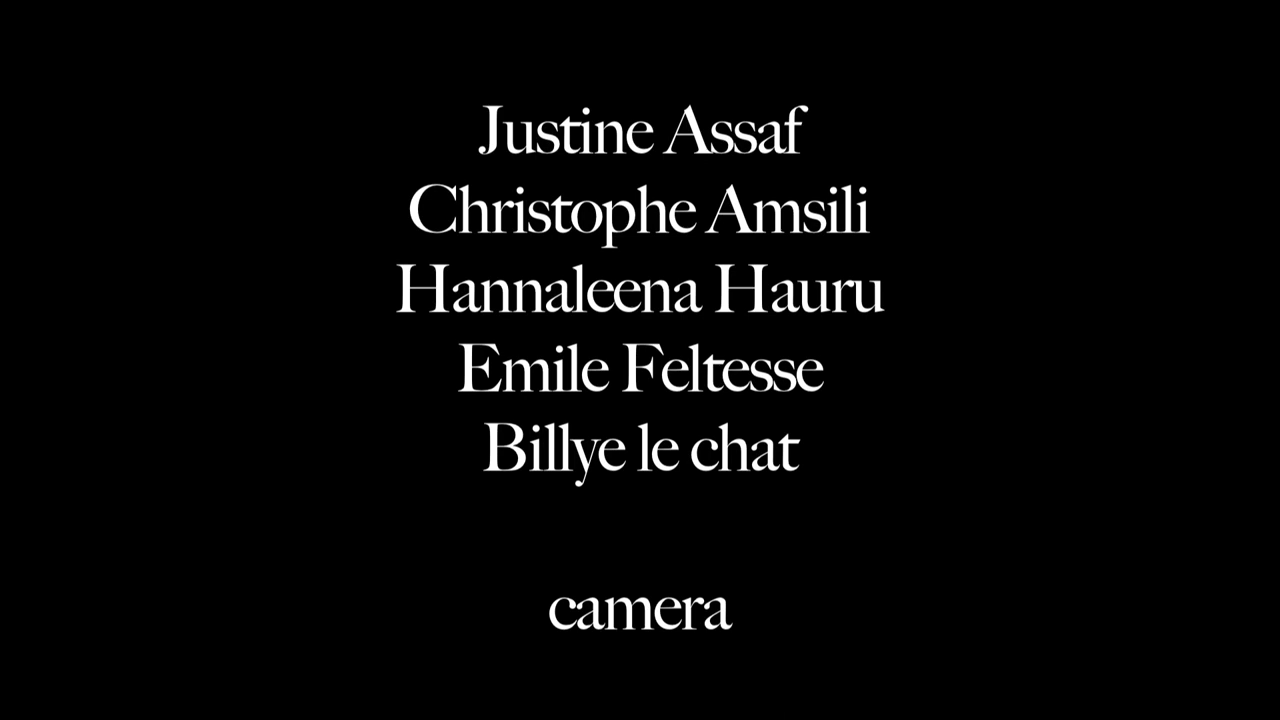 Justine Assaf
Christophe Amsili
Hannaleena Hauru
Emile Feltesse
Billye le chat
camera